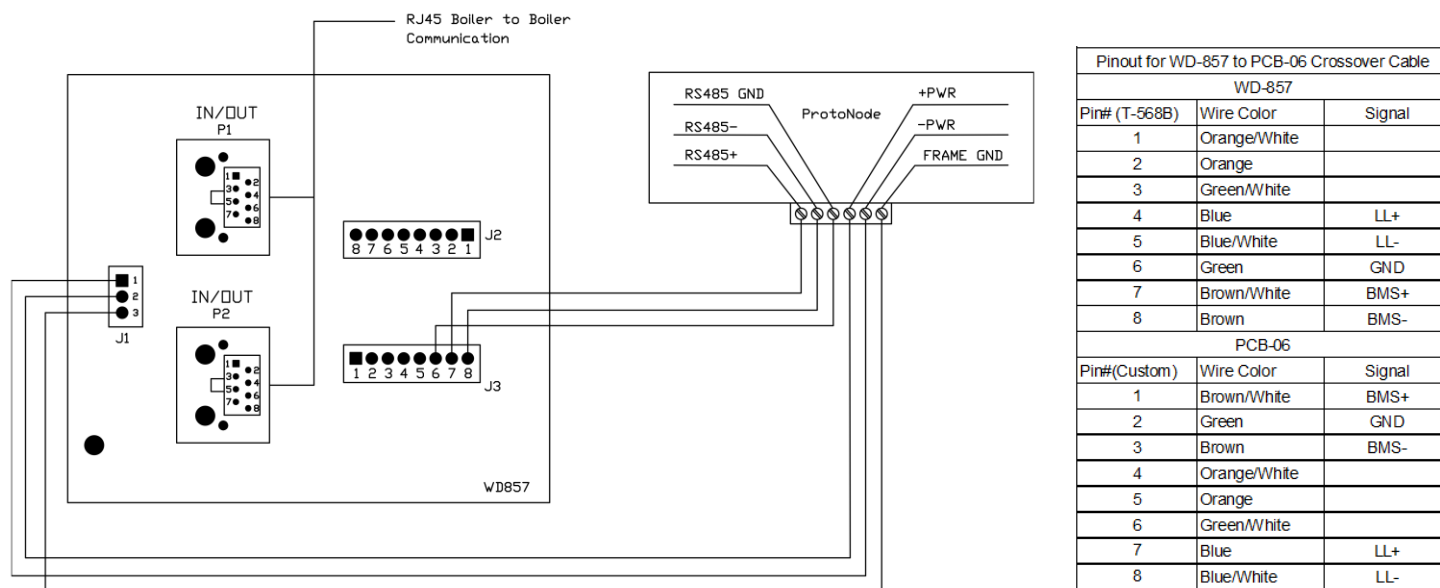 RJ45 Boiler to Boiler
Communication
IN/OUT
P1
1
2
3
4
5
6
7
8
8 7 6 5 4 3 2 1
J2
1
2
3
J1
IN/OUT
P2
1
2
3
4
5
6
7
8
1 2 3 4 5 6 7 8
J3
WD857
RS485 GND
RS485-
RS485+
ProtoNode
+PWR
-PWR
FRAME GND
Pinout for WD-857 to PCB-06 Crossover Cable
WD-857
Pin# (T-568B) Wire Color Signal
1 Orange/White
2 Orange
3 Green/White
4 Blue LL+
5 Blue/White LL-
6 Green GND
7 Brown/White BMS+
8 Brown BMS-
PCB-06
Pin#(Custom) Wire Color Signal
1 Brown/White BMS+
2 Green GND
3 Brown BMS-
4 Orange/White
5 Orange
6 Green/White
7 Blue LL+
8 Blue/White LL-